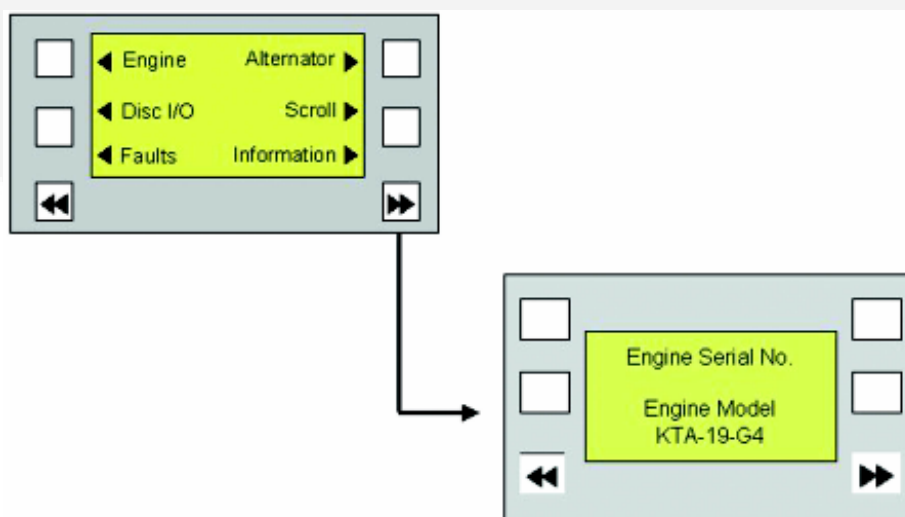 Engine Alternator
Disc I/O Scroll
Faults Information
Engine Serial No.
Engine Model
KTA-19-G4